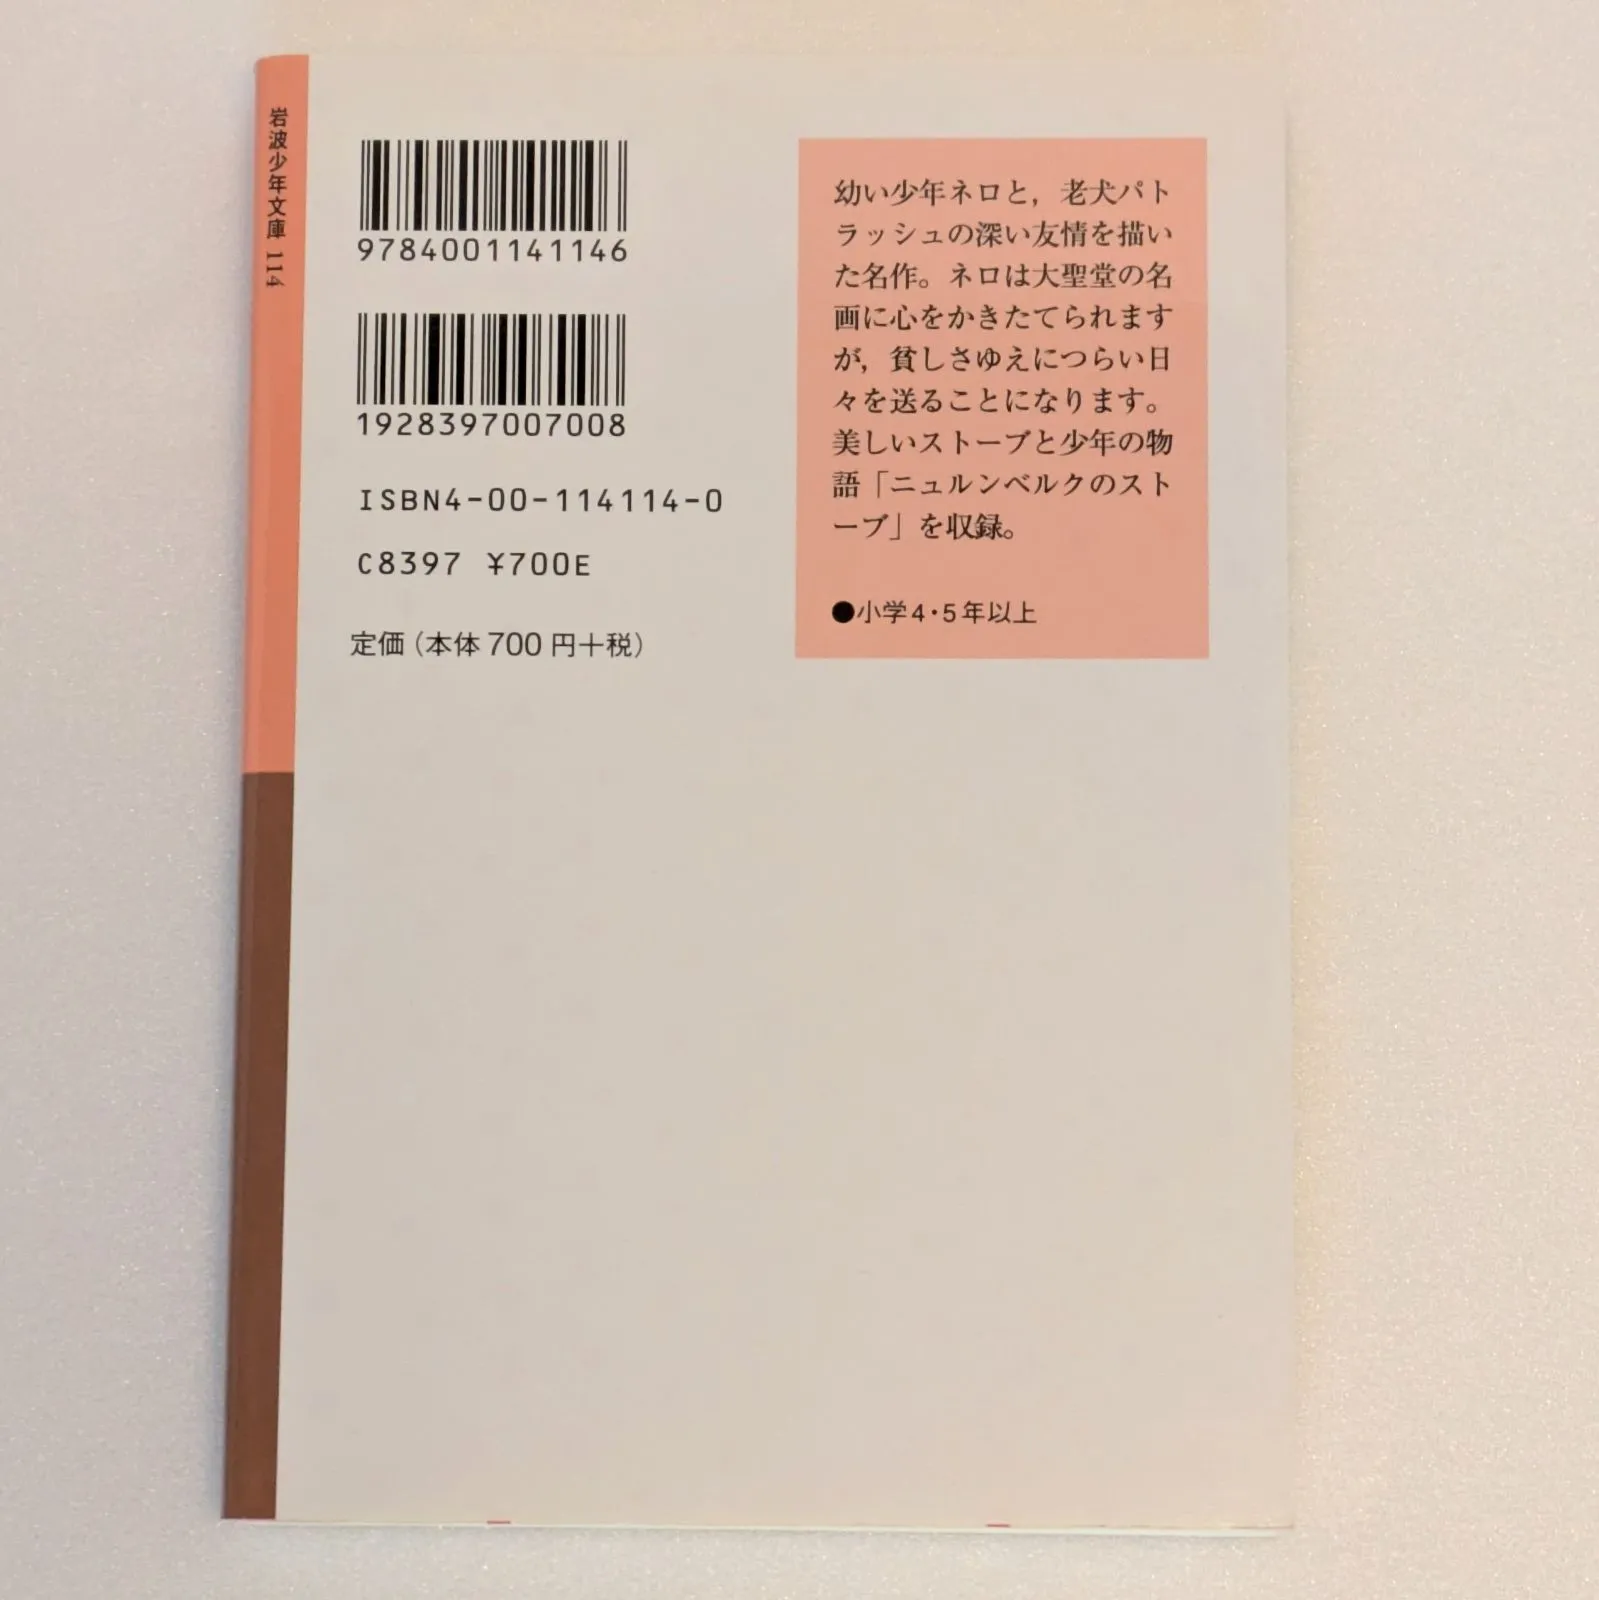 岩波少年文庫 114
9784001141146
1928397007008
ISBN4-00-114114-0
C8397 ¥700E
定価（本体 700 円+税）
幼い少年ネロと，老犬パト
ラッシュの深い友情を描い
た名作。ネロは大聖堂の名
画に心をかきたてられます
が，貧しさゆえにつらい日
々を送ることになります。
美しいストーブと少年の物
語「ニュルンベルクのスト
ーブ」を収録。
●小学4・5年以上